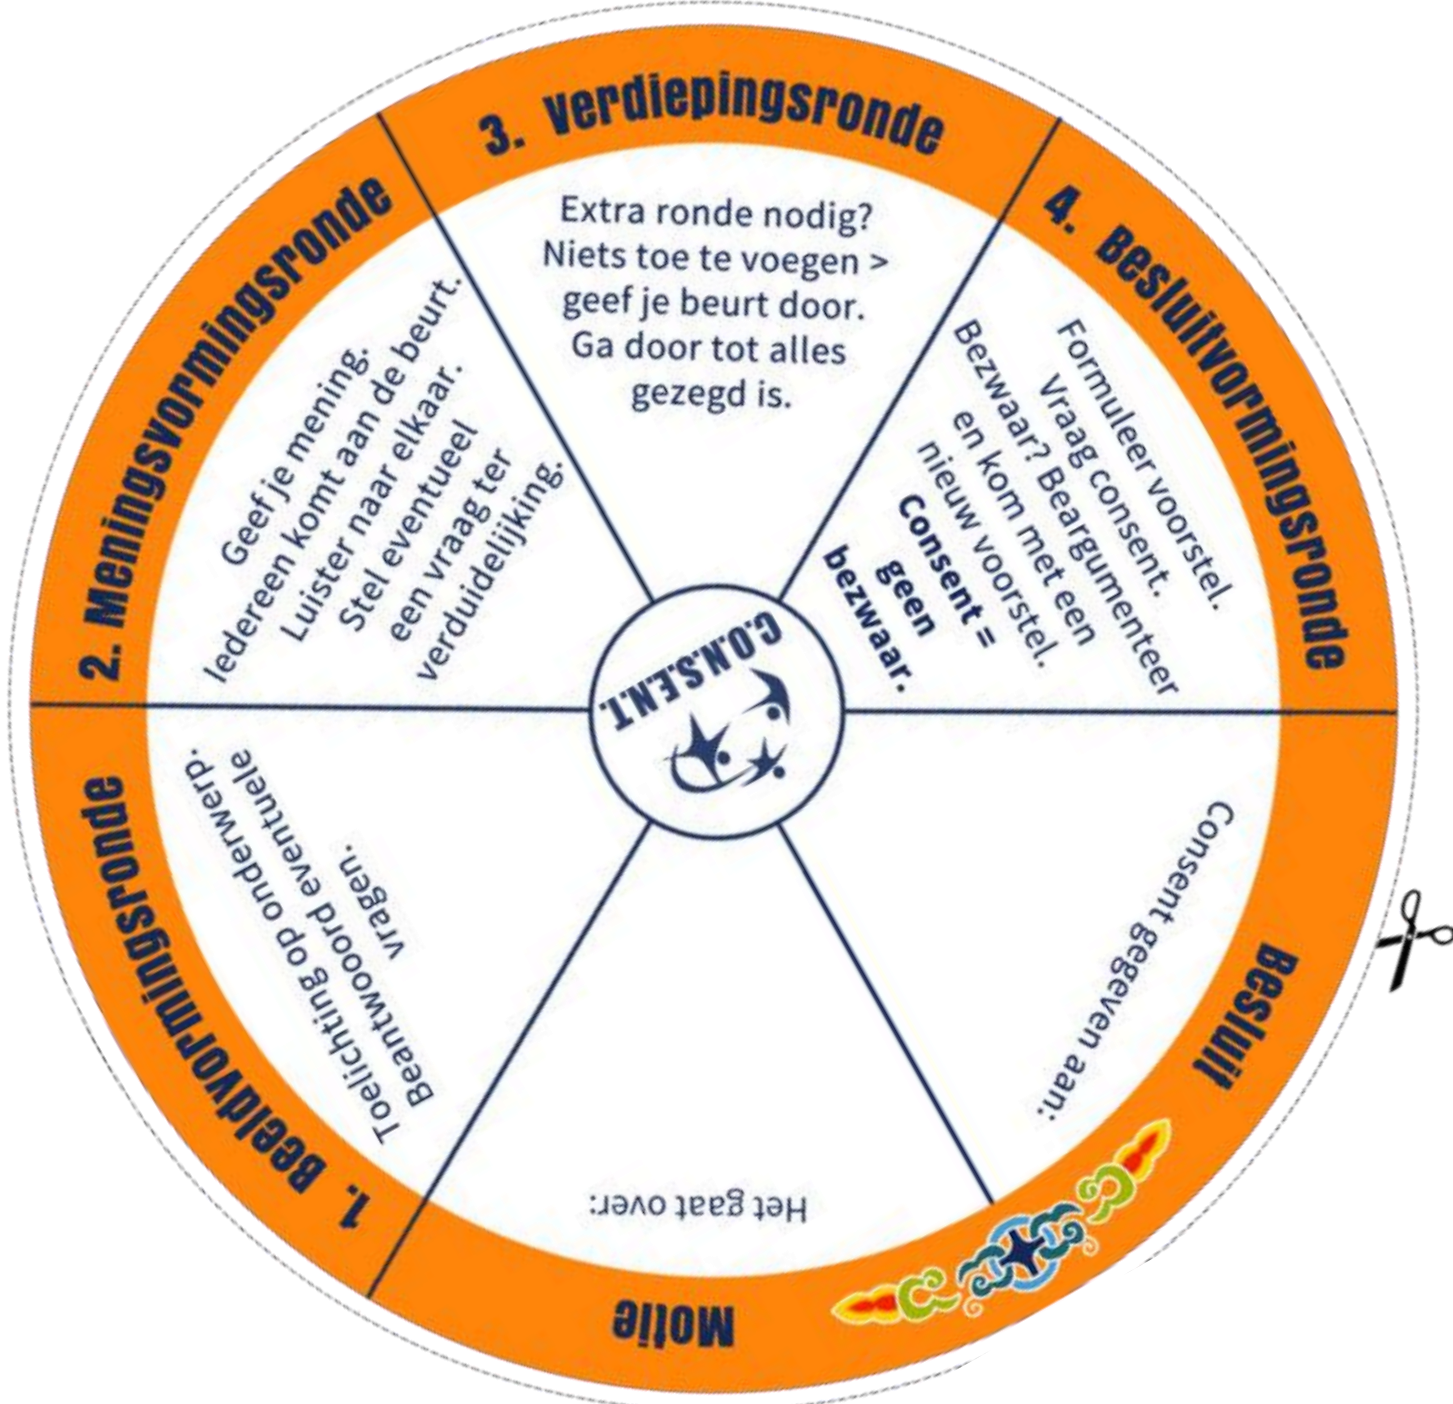 Motie
Het gaat over:
1. Beeldvormingsronde
Toelichting op onderwerp.
Beantwooord eventuele
vragen.
2. Meningsvormingsronde
Geef je mening.
Iedereen komt aan de beurt.
Luister naar elkaar.
Stel eventueel
een vraag ter
verduidelijking.
3. Verdiepingsronde
Extra ronde nodig?
Niets toe te voegen >
geef je beurt door.
Ga door tot alles
gezegd is.
4. Besluitvormingsronde
Formuleer voorstel.
Vraag consent.
Bezwaar? Beargumenteer
en kom met een
nieuw voorstel.
Consent =
geen
bezwaar.
Besluit
Consent gegeven aan:
C.O.N.S.E.N.T.